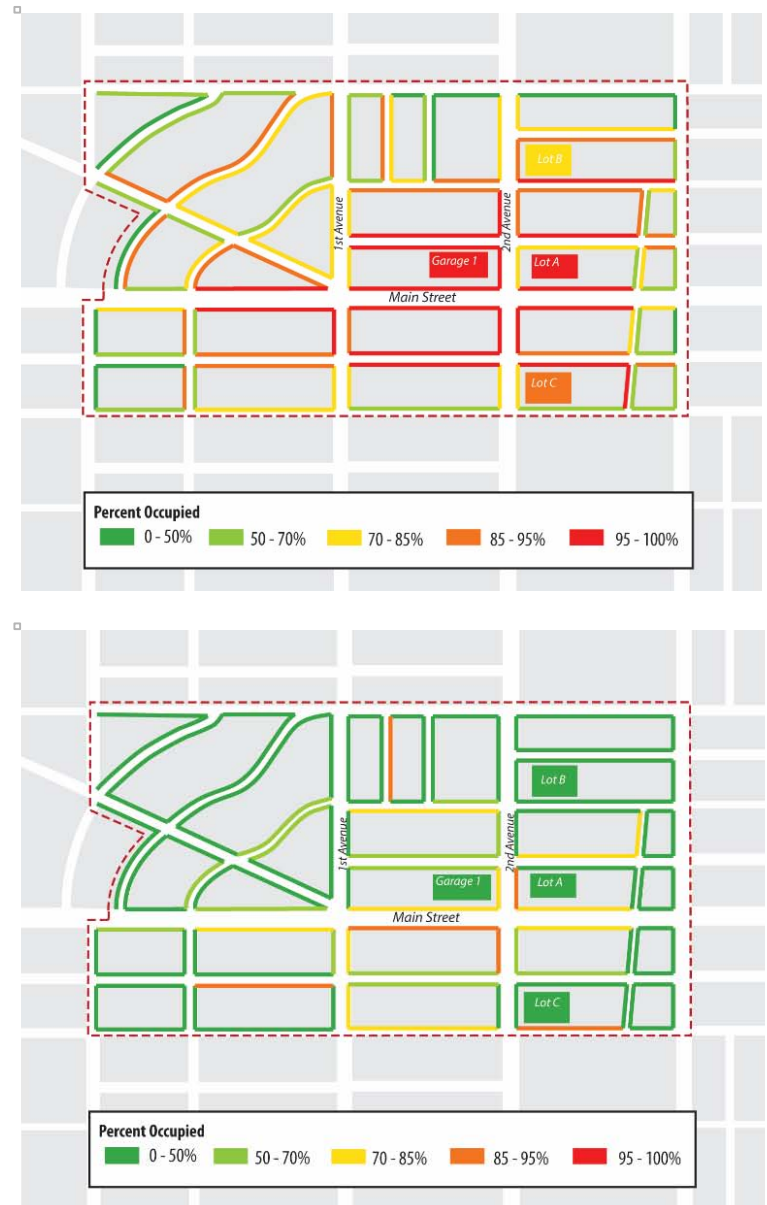 1st Avenue
2nd Avenue
Lot B
Garage 1
Lot A
Main Street
Lot C
Percent Occupied
0 - 50% 50 - 70% 70 - 85% 85 - 95% 95 - 100%
1st Avenue
2nd Avenue
Lot B
Garage 1
Lot A
Main Street
Lot C
Percent Occupied
0 - 50% 50 - 70% 70 - 85% 85 - 95% 95 - 100%